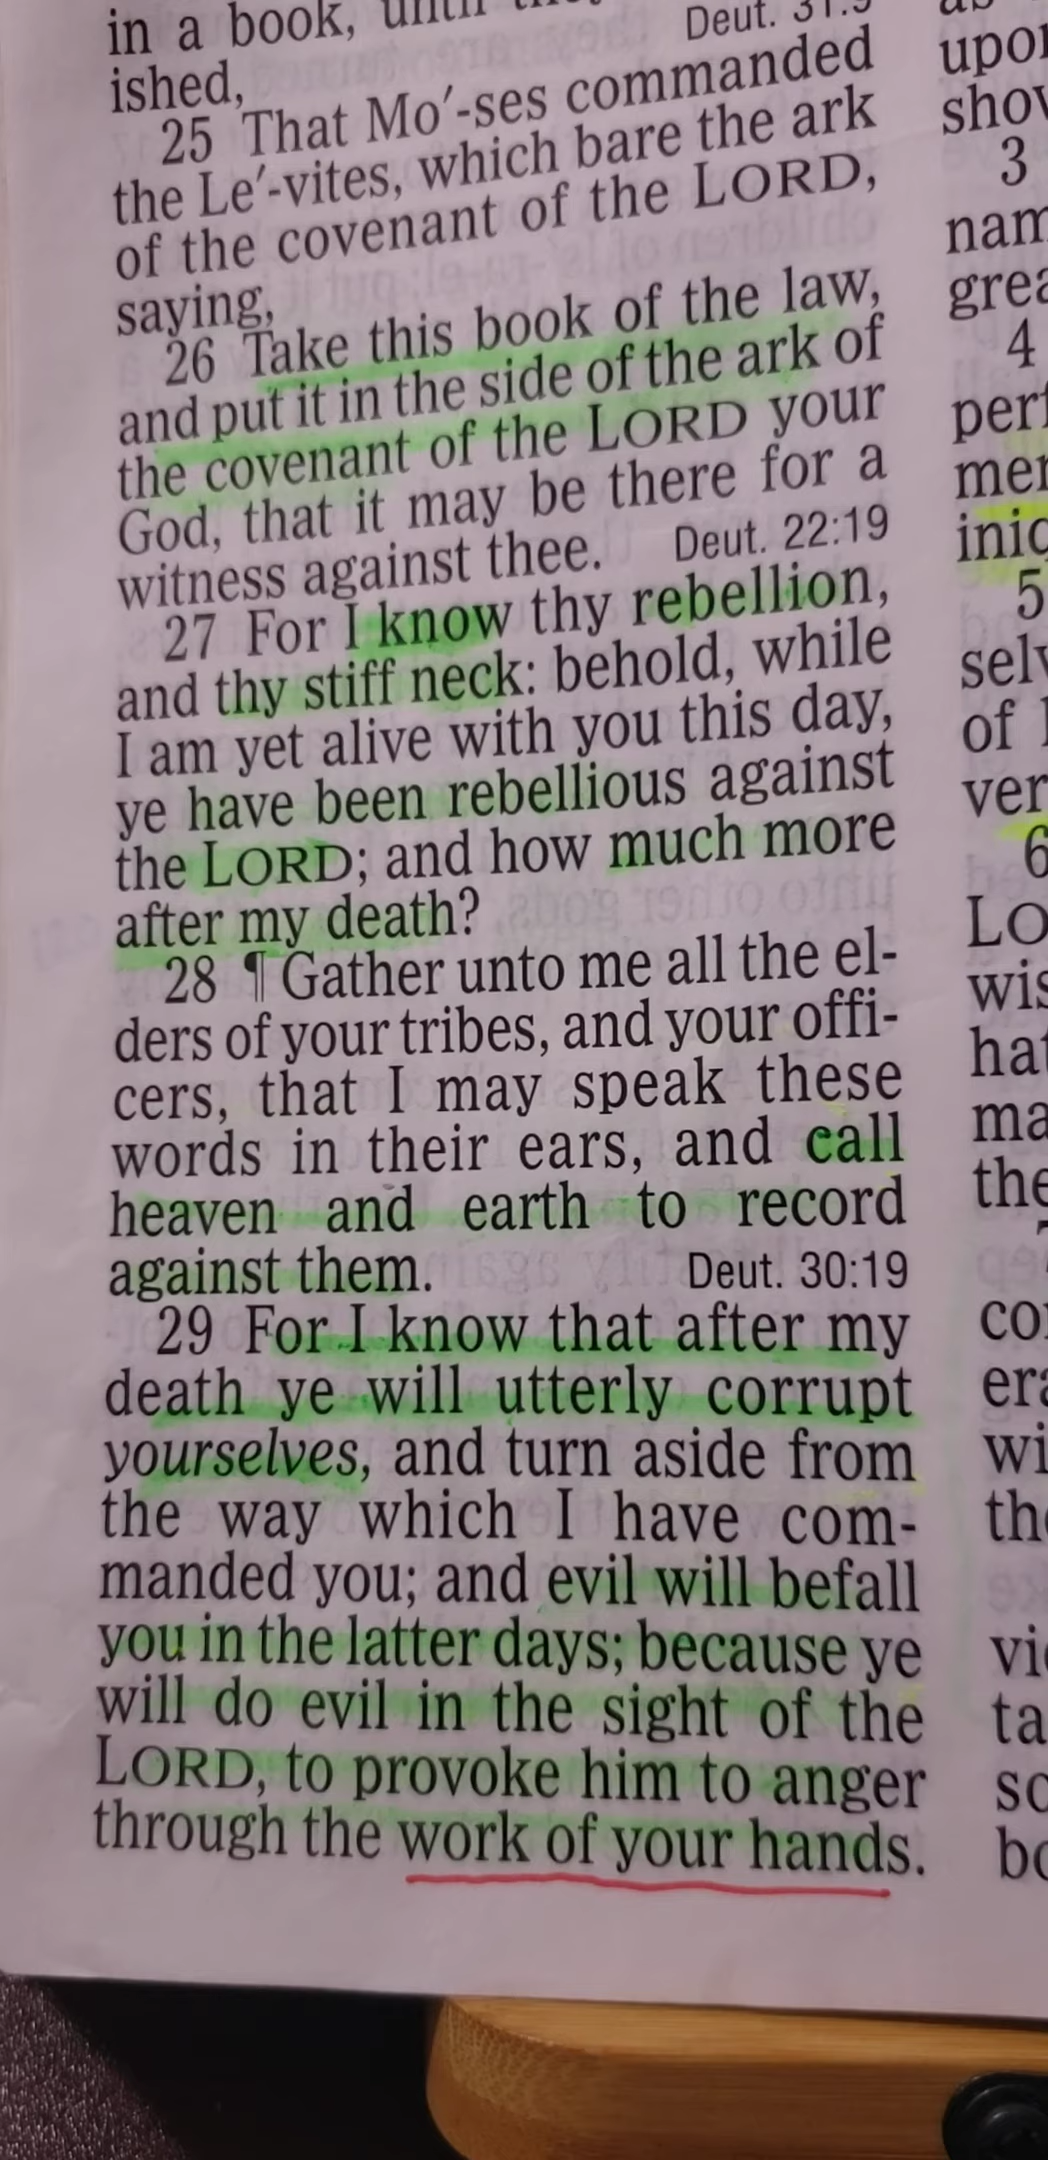 in a book,
Deut. 31:9
ished,
25 That Mo′-ses commanded
the Le′-vites, which bare the ark
of the covenant of the LORD,
saying,
26 Take this book of the law,
and put it in the side of the ark of
the covenant of the LORD your
God, that it may be there for a
witness against thee. Deut. 22:19
27 For I know thy rebellion,
and thy stiff neck: behold, while
I am yet alive with you this day,
ye have been rebellious against
the LORD; and how much more
after my death?
28 ¶ Gather unto me all the el-
ders of your tribes, and your offi-
cers, that I may speak these
words in their ears, and call
heaven and earth to record
against them. Deut. 30:19
29 For I know that after my
death ye will utterly corrupt
yourselves, and turn aside from
the way which I have com-
manded you; and evil will befall
you in the latter days; because ye
will do evil in the sight of the
LORD, to provoke him to anger
through the work of your hands.
3
4
5
of
6